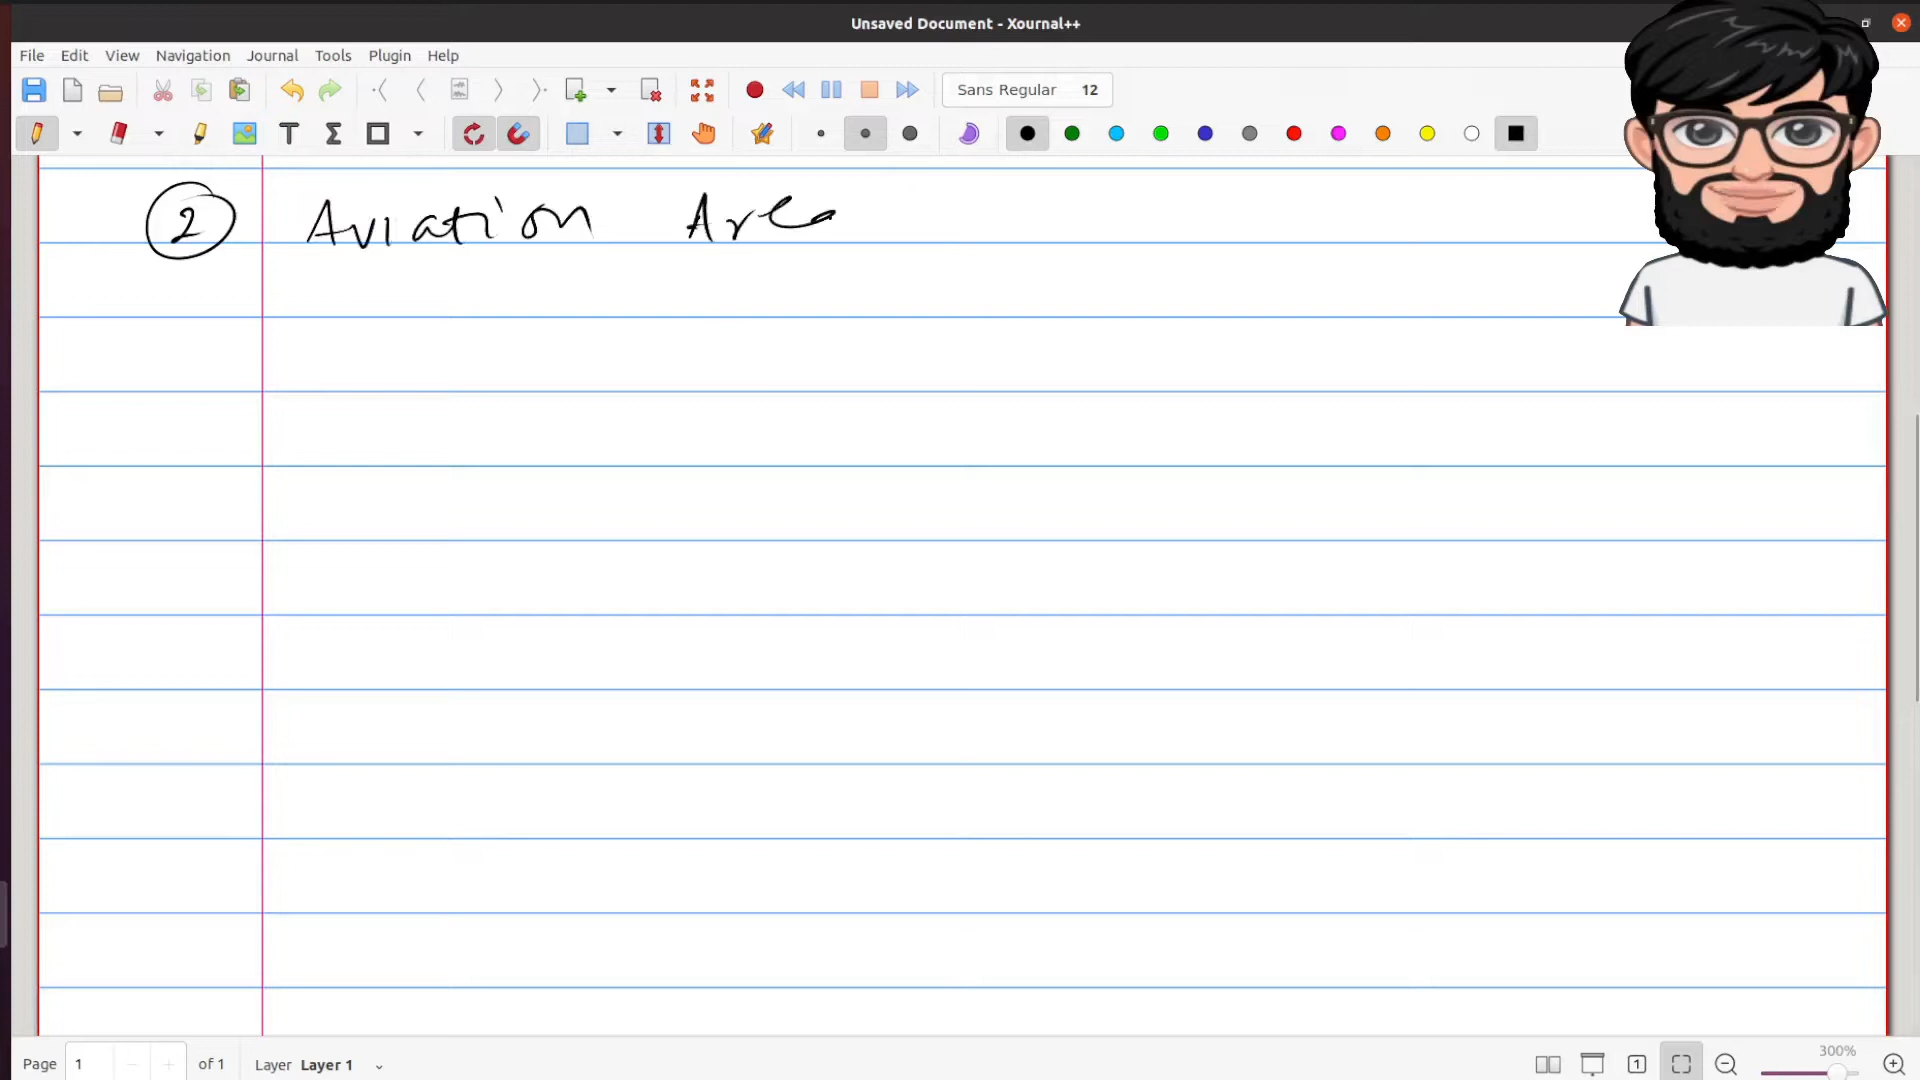 Unsaved Document - Xournal++
File Edit View Navigation Journal Tools Plugin Help
Sans Regular 12
② Aviation Area
Page 1 of 1 Layer Layer 1 300%